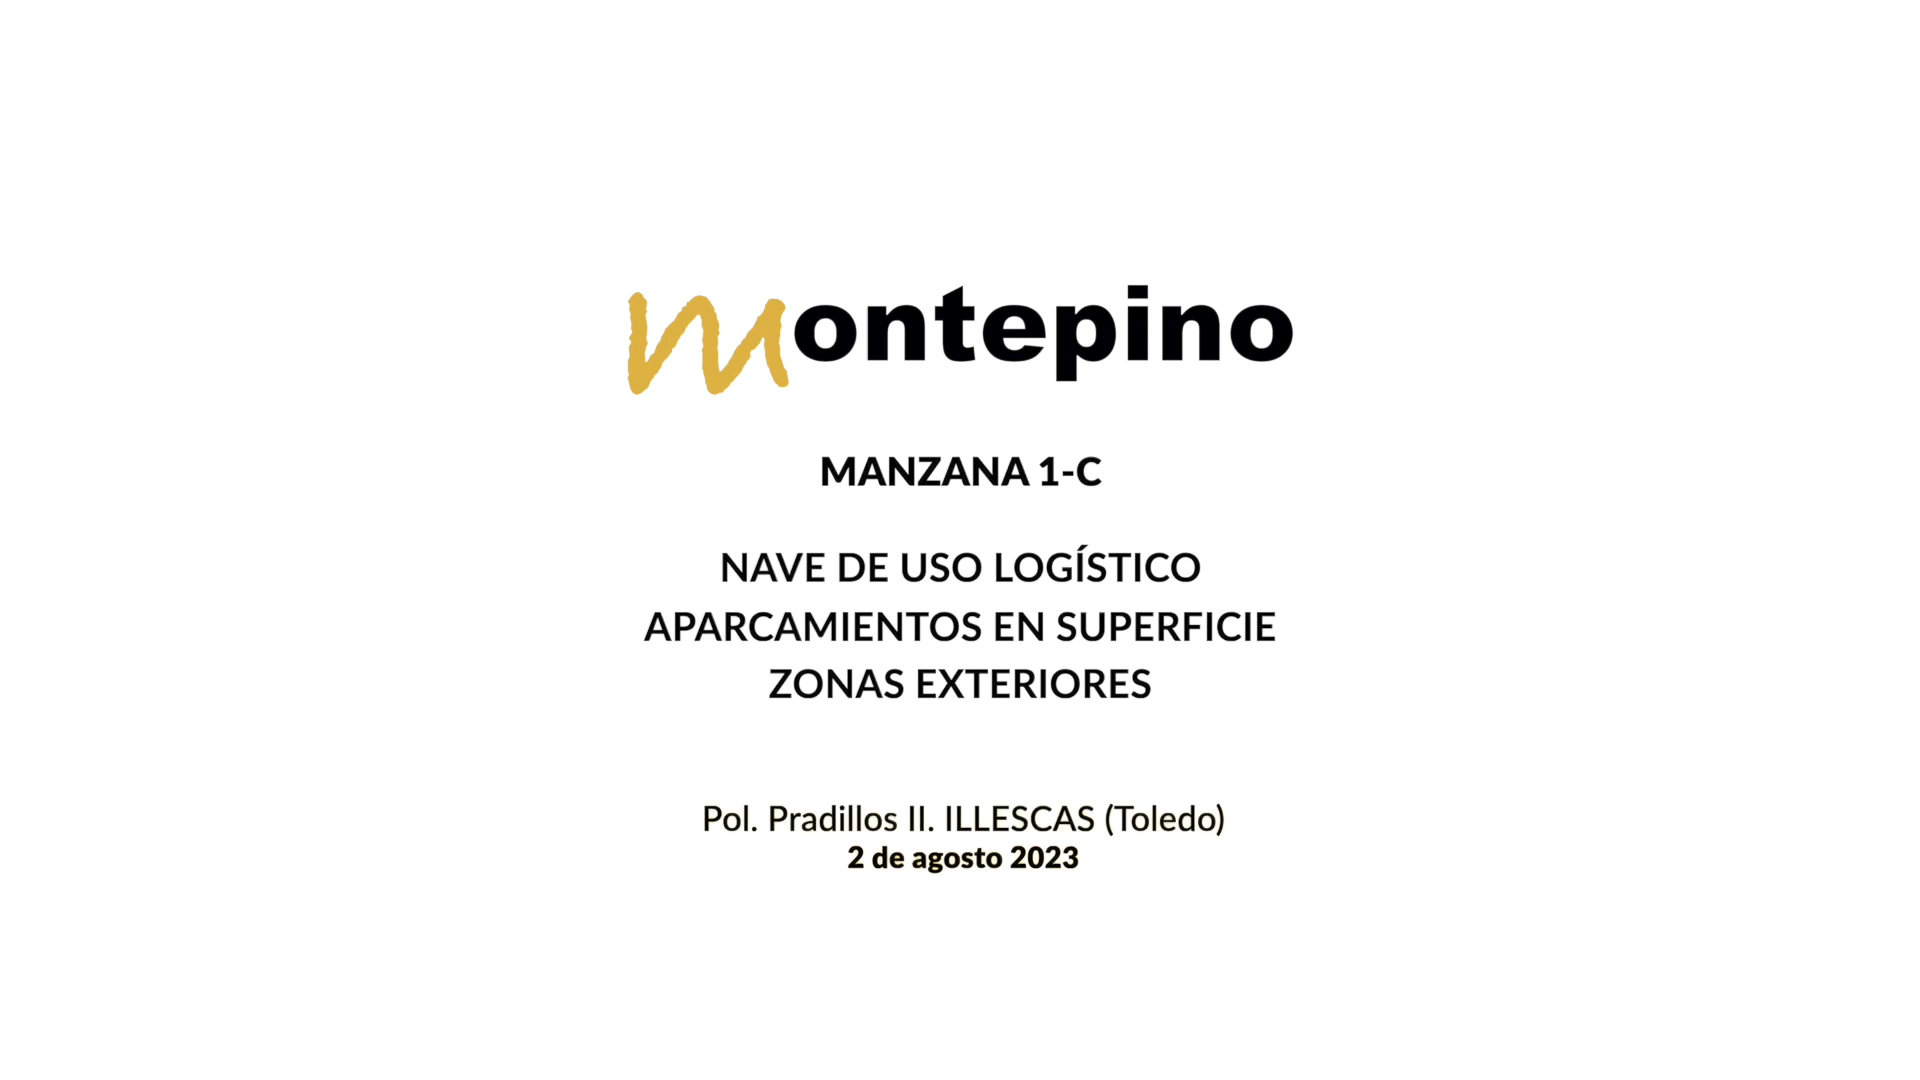 montepino
MANZANA 1-C
NAVE DE USO LOGÍSTICO
APARCAMIENTOS EN SUPERFICIE
ZONAS EXTERIORES
Pol. Pradillos II. ILLESCAS (Toledo)
2 de agosto 2023